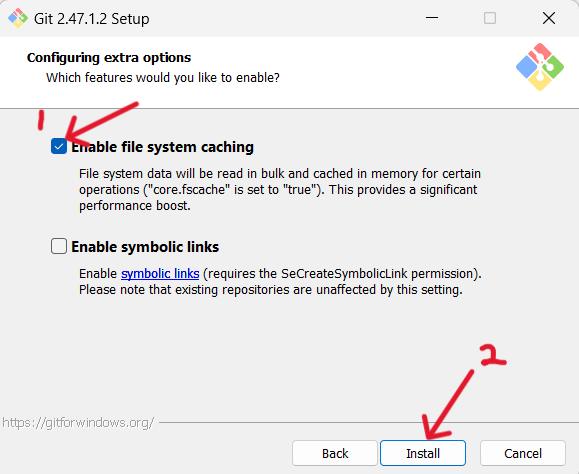 Git 2.47.1.2 Setup
Configuring extra options
Which features would you like to enable?
1
Enable file system caching
File system data will be read in bulk and cached in memory for certain
operations ("core.fscache" is set to "true"). This provides a significant
performance boost.
Enable symbolic links
Enable symbolic links (requires the SeCreateSymbolicLink permission).
Please note that existing repositories are unaffected by this setting.
2
https://gitforwindows.org/
Back Install Cancel